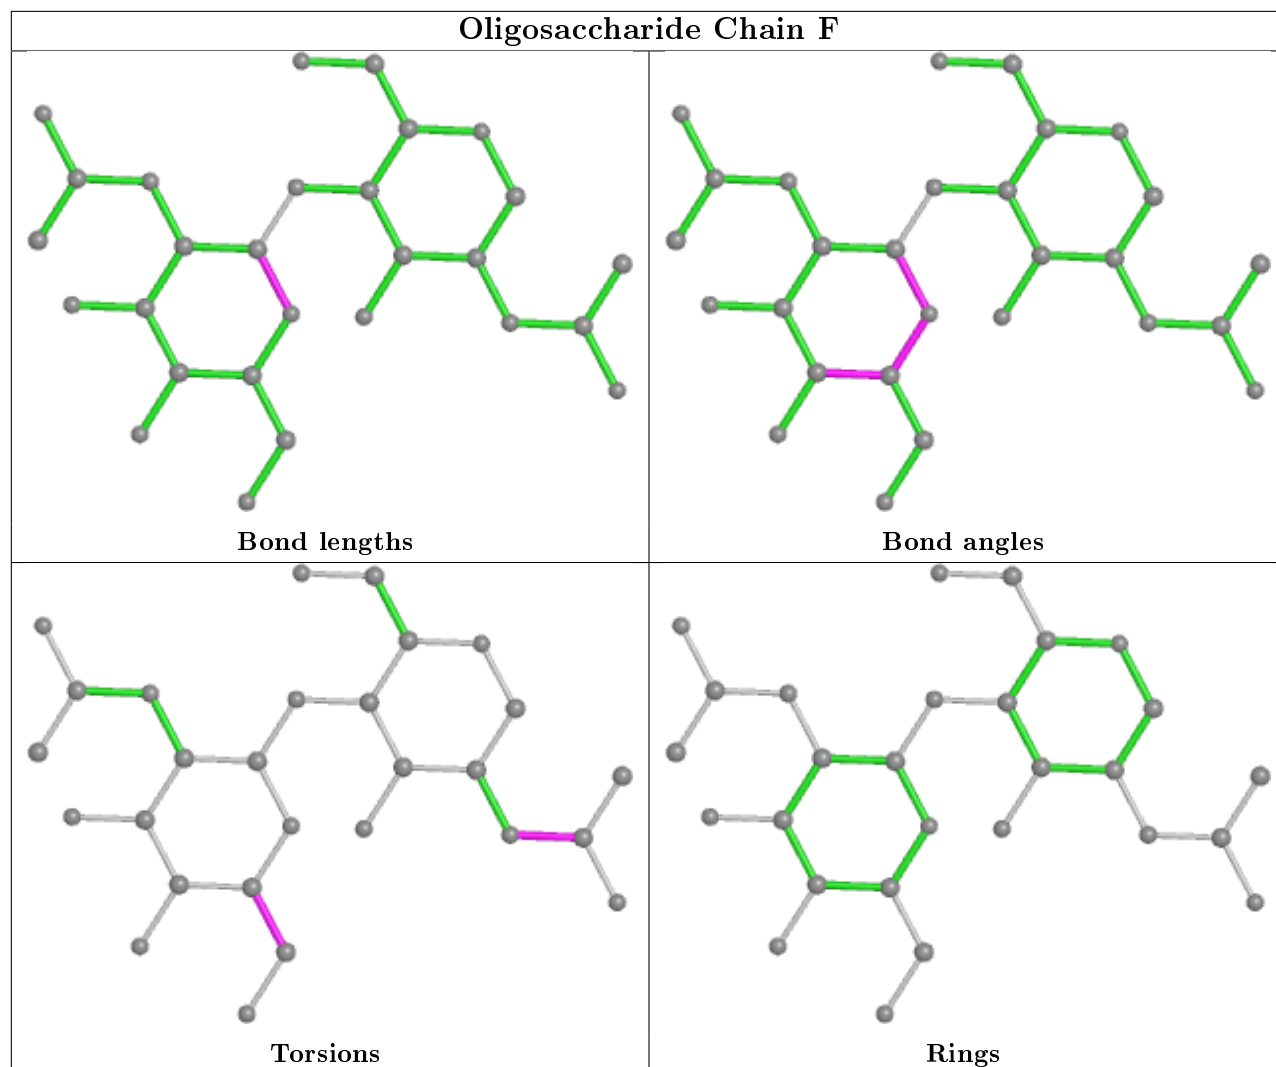 Oligosaccharide Chain F
Bond lengths
Bond angles
Torsions
Rings